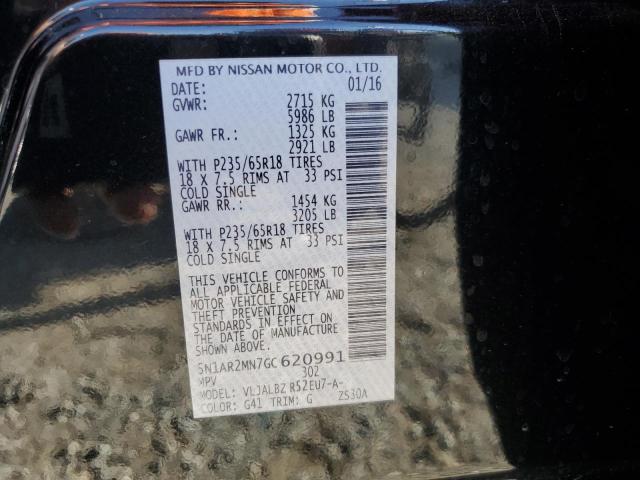 MFD BY NISSAN MOTOR CO., LTD.
DATE: 01/16
GVWR: 2715 KG
5986 LB
GAWR FR.: 1325 KG
2921 LB
WITH P235/65R18 TIRES
18 X 7.5 RIMS AT 33 PSI
COLD SINGLE
GAWR RR.: 1454 KG
3205 LB
WITH P235/65R18 TIRES
18 X 7.5 RIMS AT 33 PSI
COLD SINGLE
THIS VEHICLE CONFORMS TO
ALL APPLICABLE FEDERAL
MOTOR VEHICLE SAFETY AND
THEFT PREVENTION
STANDARDS IN EFFECT ON
THE DATE OF MANUFACTURE
SHOWN ABOVE.
5N1AR2MN7GC620991
MPV 302
MODEL: VLJALBZ R52EU7-A-
COLOR: G41 TRIM: G ZS30A